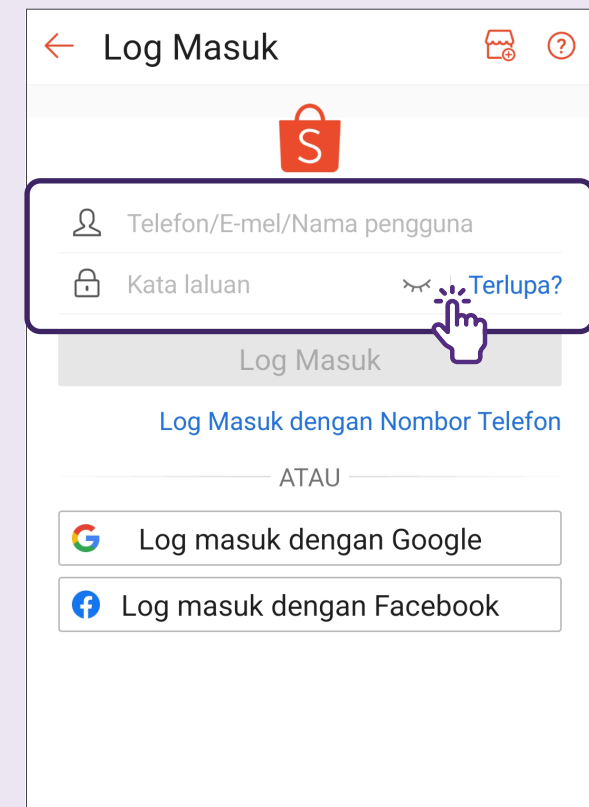 Log Masuk
?
S
Telefon/E-mel/Nama pengguna
Kata laluan
Terlupa?
Log Masuk
Log Masuk dengan Nombor Telefon
ATAU
Log masuk dengan Google
Log masuk dengan Facebook